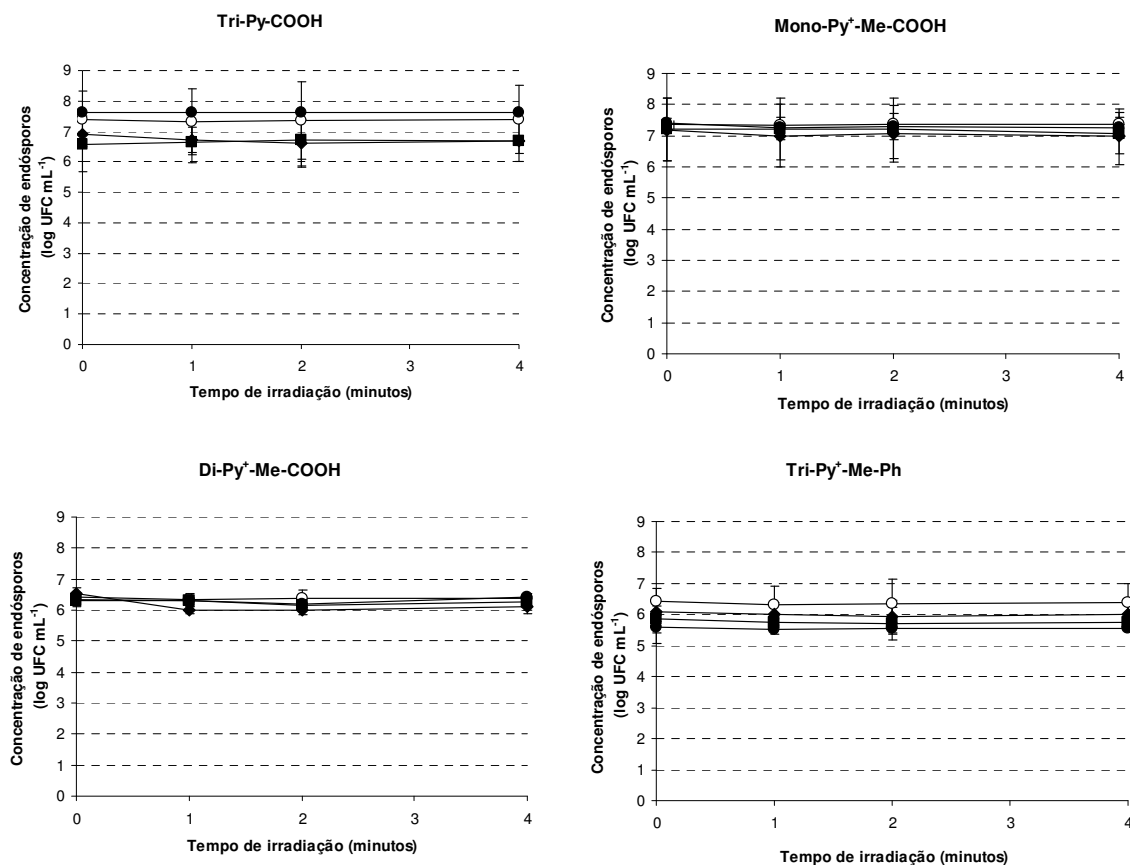 Tri-Py-COOH
Concentração de endósporos
(log UFC mL⁻¹)
9
8
7
6
5
4
3
2
1
0
0 1 2 3 4
Tempo de irradiação (minutos)
Mono-Py⁺-Me-COOH
Concentração de endósporos
(log UFC mL⁻¹)
9
8
7
6
5
4
3
2
1
0
0 1 2 3 4
Tempo de irradiação (minutos)
Di-Py⁺-Me-COOH
Concentração de endósporos
(log UFC mL⁻¹)
9
8
7
6
5
4
3
2
1
0
0 1 2 3 4
Tempo de irradiação (minutos)
Tri-Py⁺-Me-Ph
Concentração de endósporos
(log UFC mL⁻¹)
9
8
7
6
5
4
3
2
1
0
0 1 2 3 4
Tempo de irradiação (minutos)